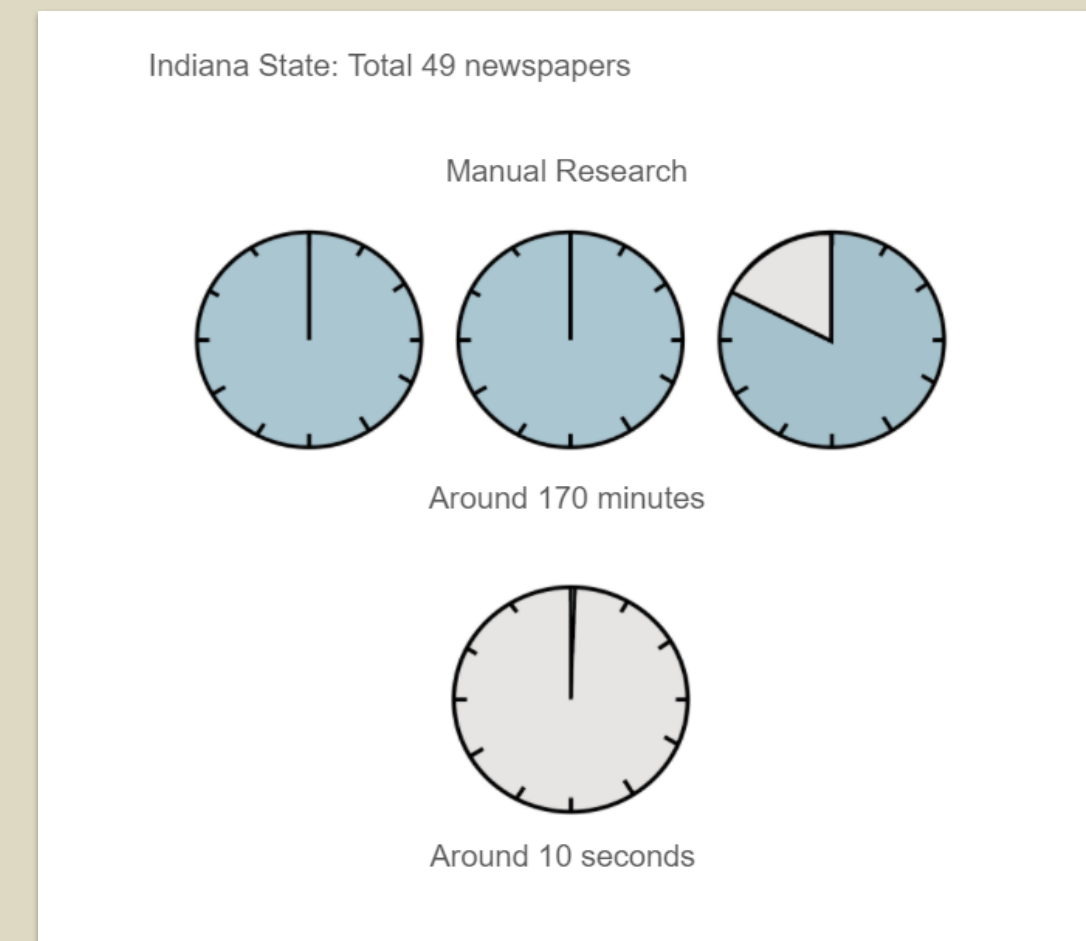 Indiana State: Total 49 newspapers
Manual Research
Around 170 minutes
Around 10 seconds